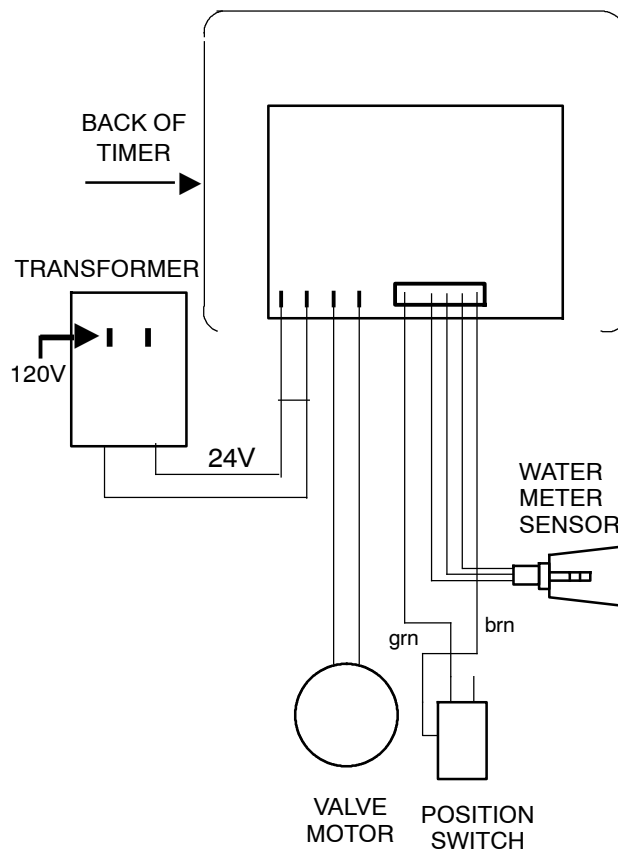 BACK OF
TIMER
TRANSFORMER
120V
24V
WATER
METER
SENSOR
grn
brn
VALVE
MOTOR
POSITION
SWITCH